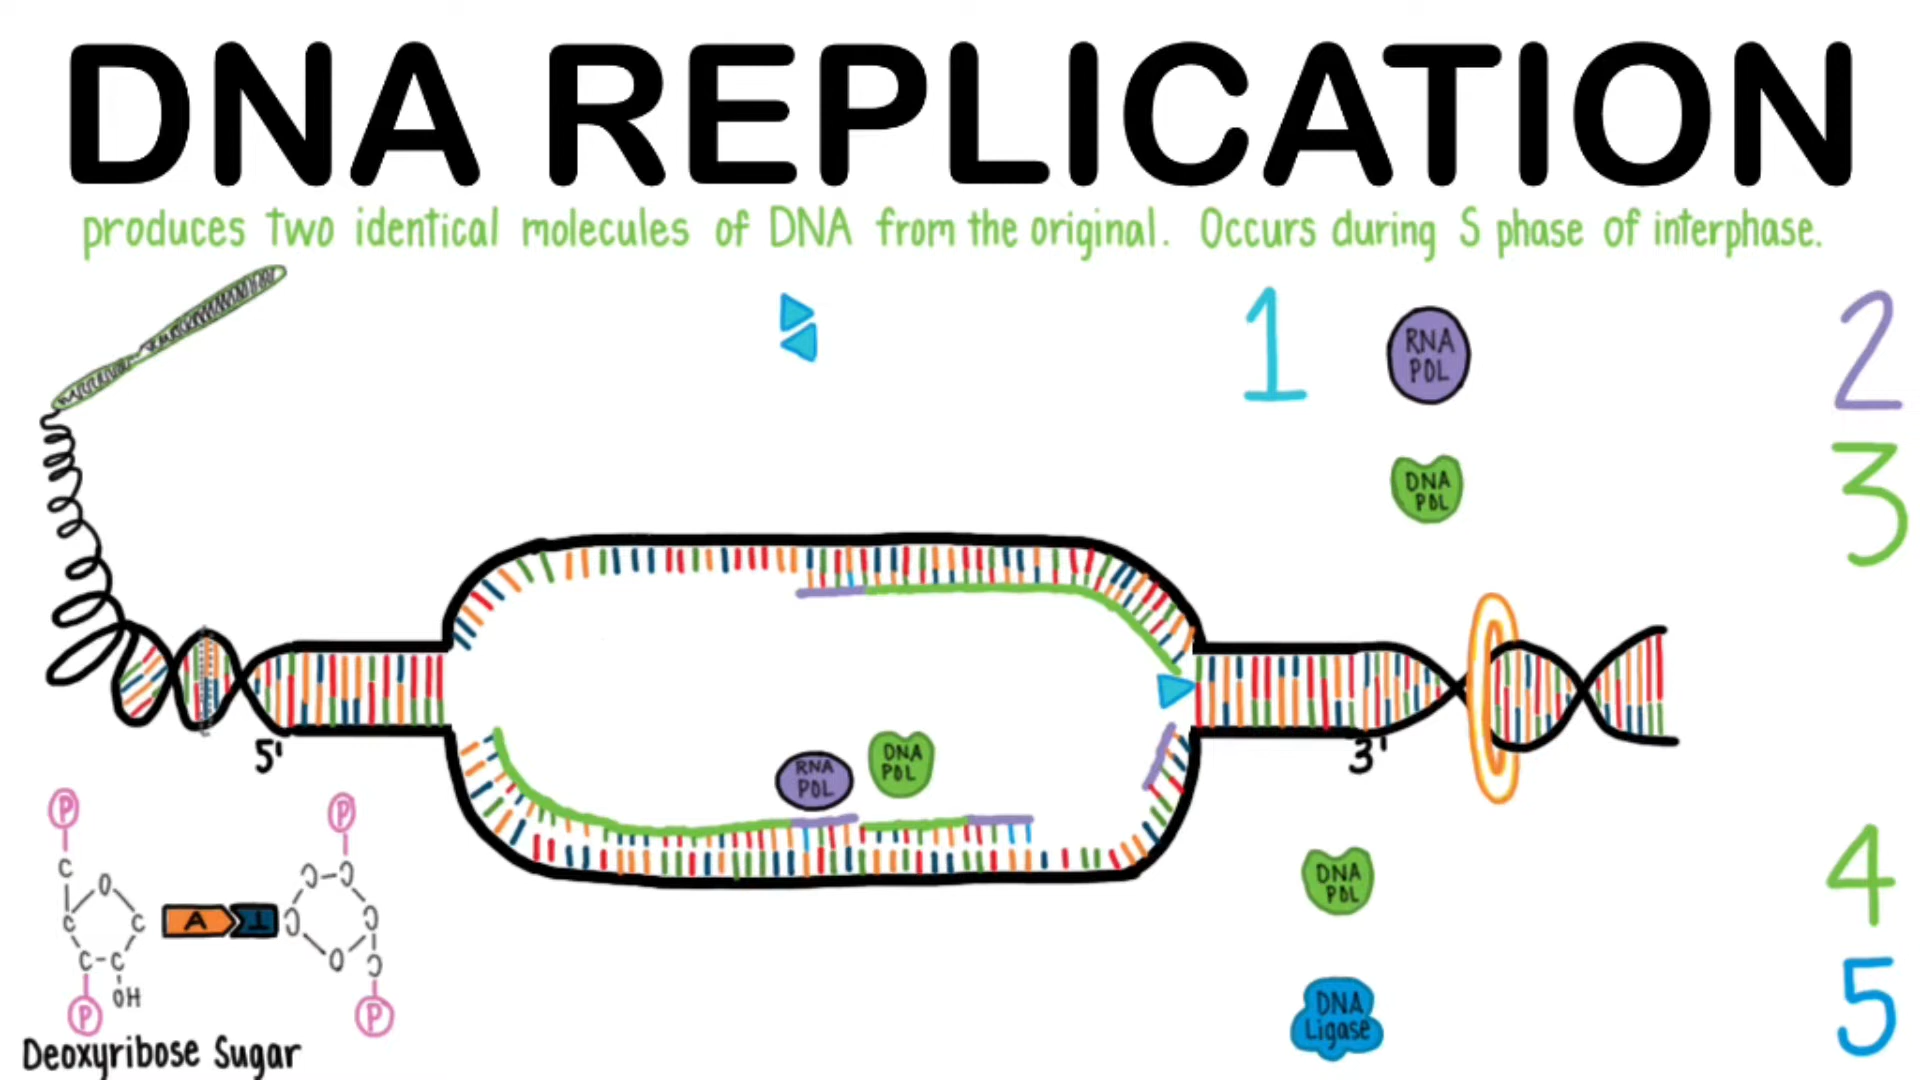 DNA REPLICATION
produces two identical molecules of DNA from the original. Occurs during S phase of interphase.
1
RNA POL
2
DNA POL
3
5'
3'
RNA POL
DNA POL
P
P
C
O
C
C
C
C
OH
P
A
T
C
C
C
C
O
C
P
Deoxyribose Sugar
DNA POL
4
DNA Ligase
5